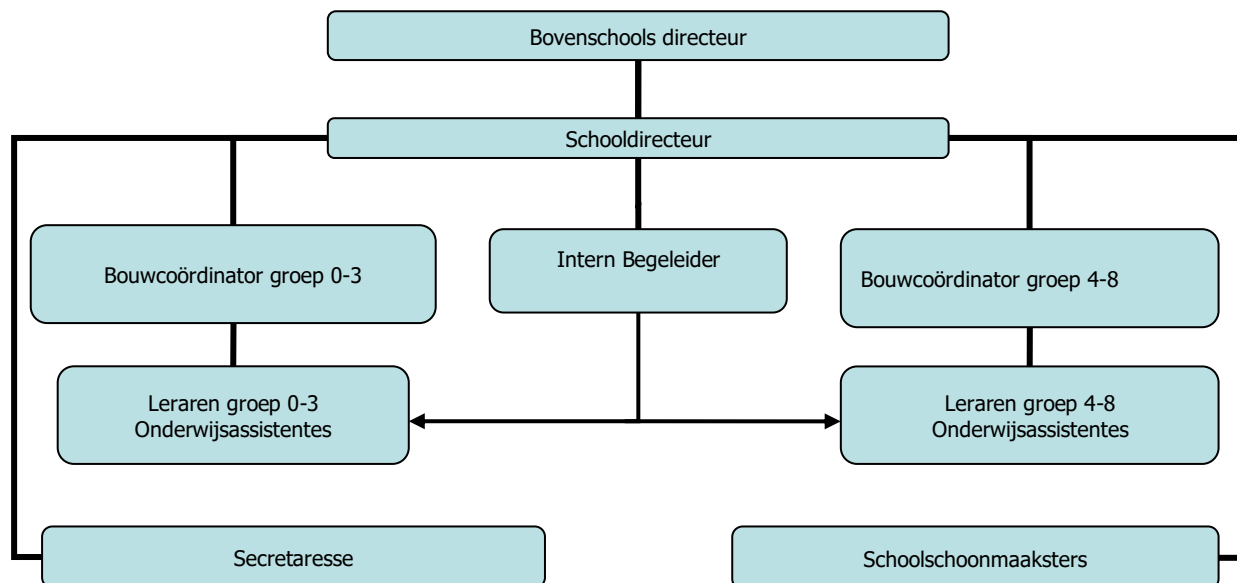 Bovenschools directeur
Schooldirecteur
Bouwcoördinator groep 0-3
Intern Begeleider
Bouwcoördinator groep 4-8
Leraren groep 0-3
Onderwijsassistentes
Leraren groep 4-8
Onderwijsassistentes
Secretaresse
Schoolschoonmaaksters